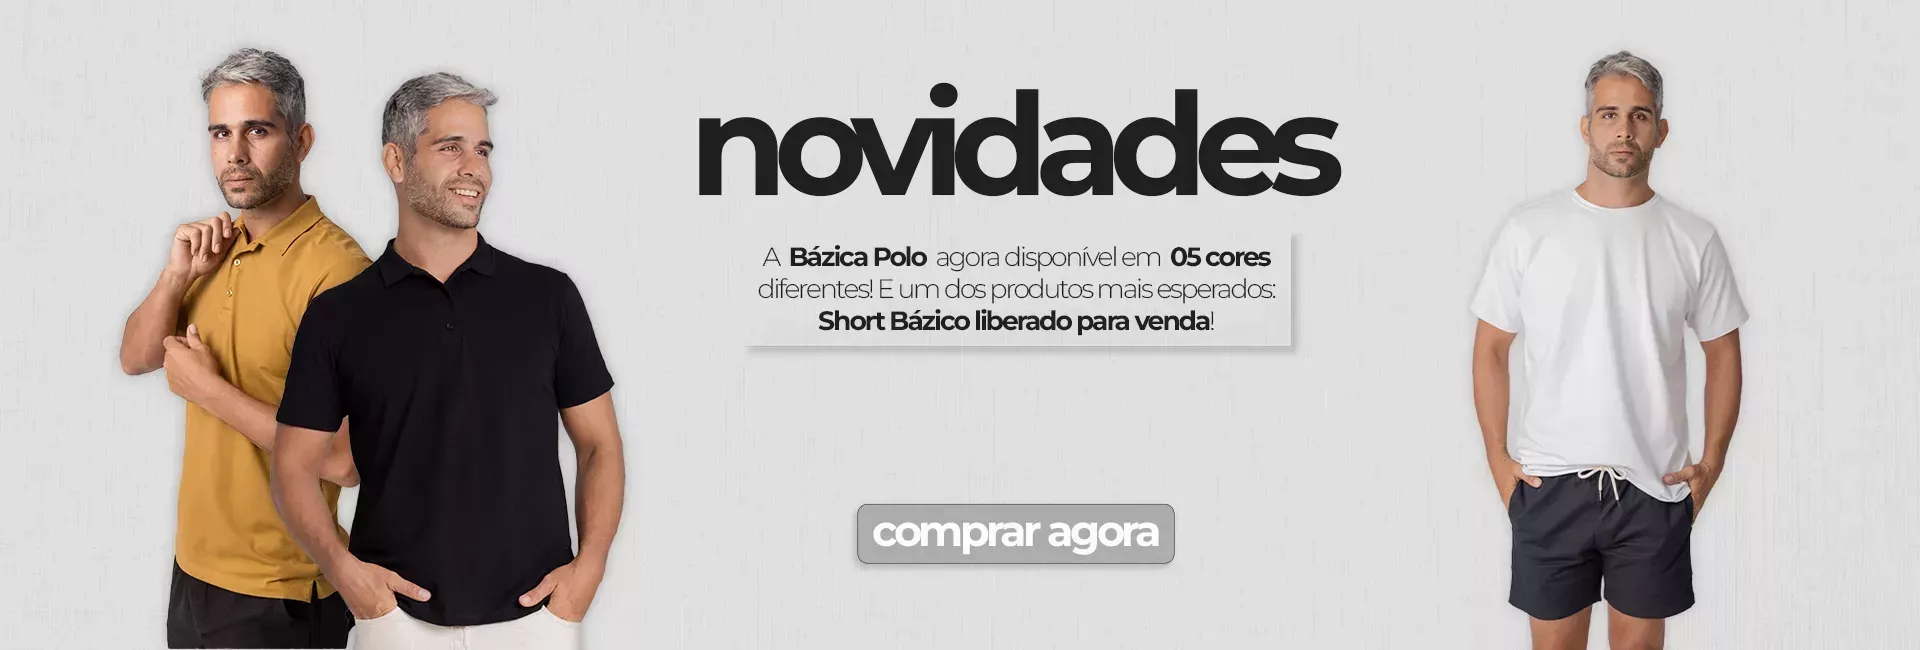 novidades
A Bázica Polo agora disponível em 05 cores
diferentes! E um dos produtos mais esperados:
Short Bázico liberado para venda!
comprar agora